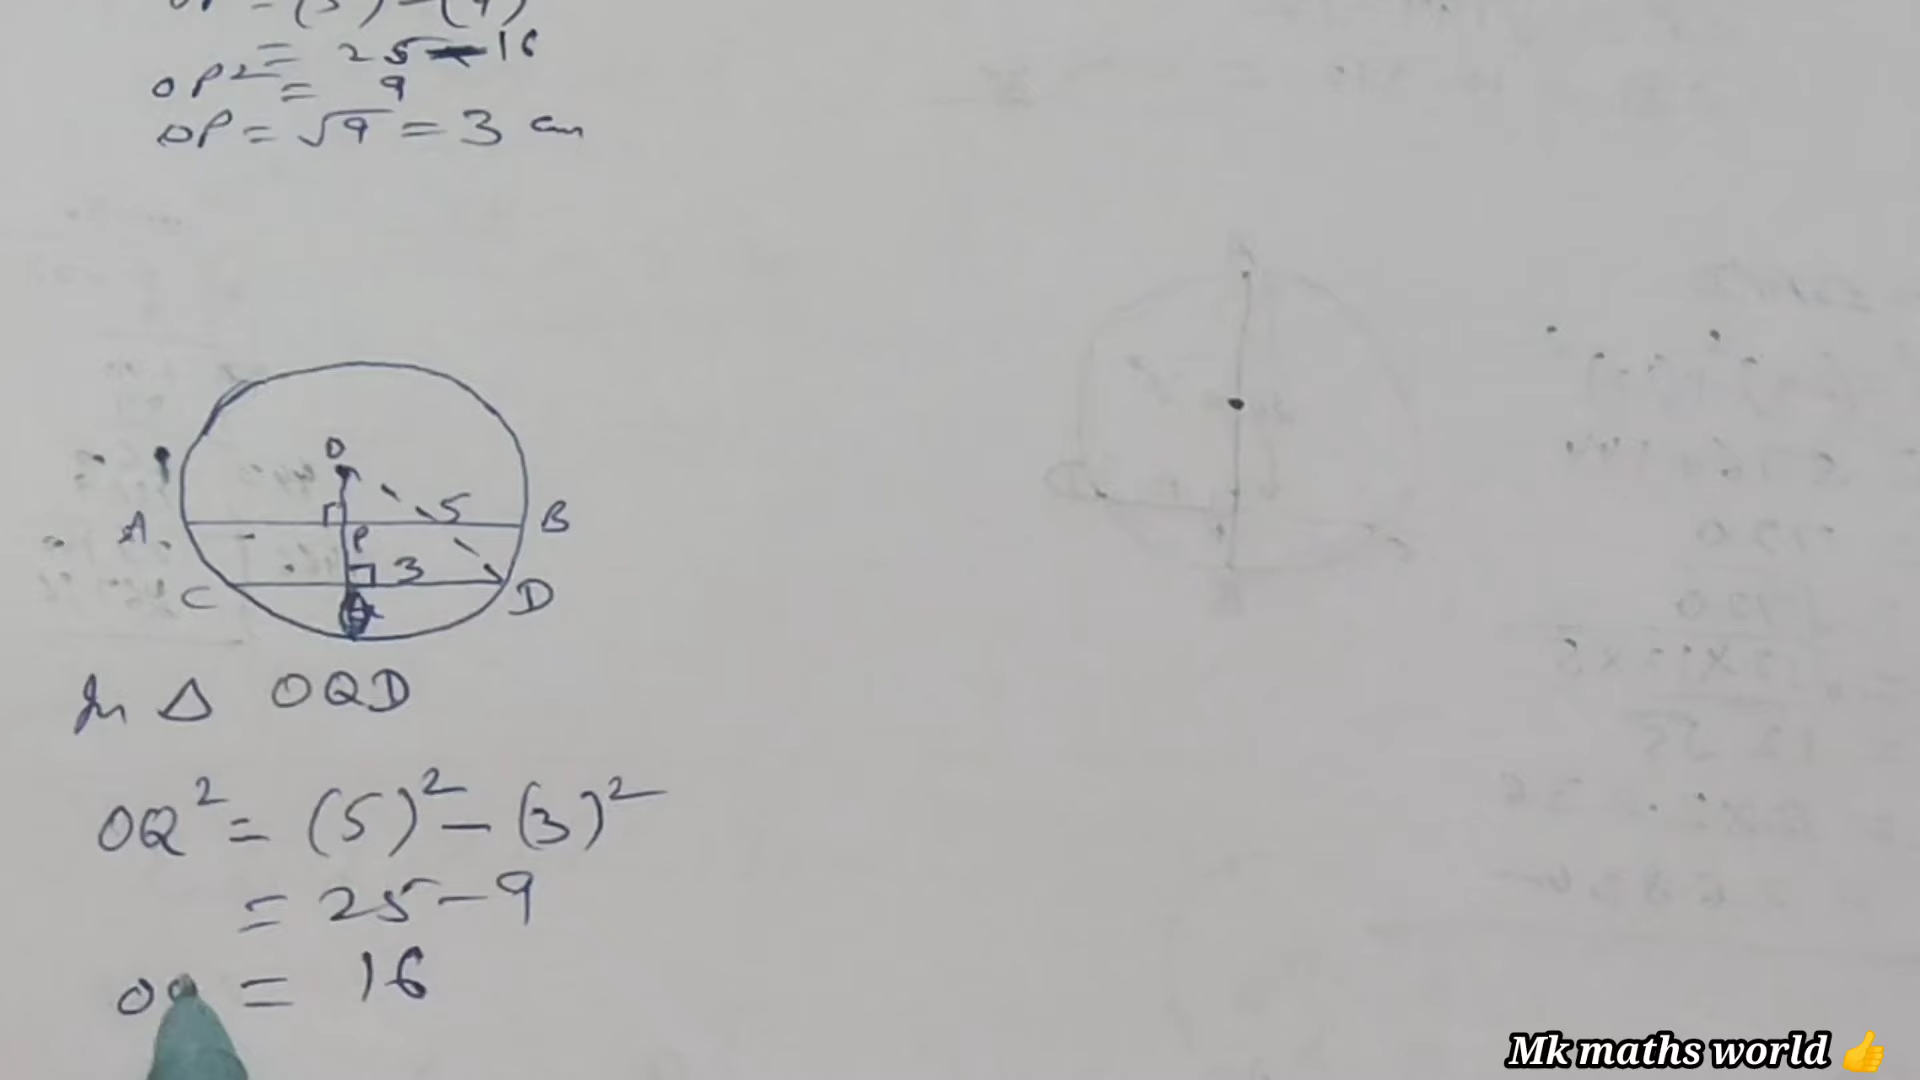 = 25 - 16
OP2 = 9
OP = √9 = 3 cm
O
5
A
B
P
3
C
D
In Δ OQD
OQ² = (5)² - (3)²
= 25 - 9
OQ = 16
Mk maths world 👍